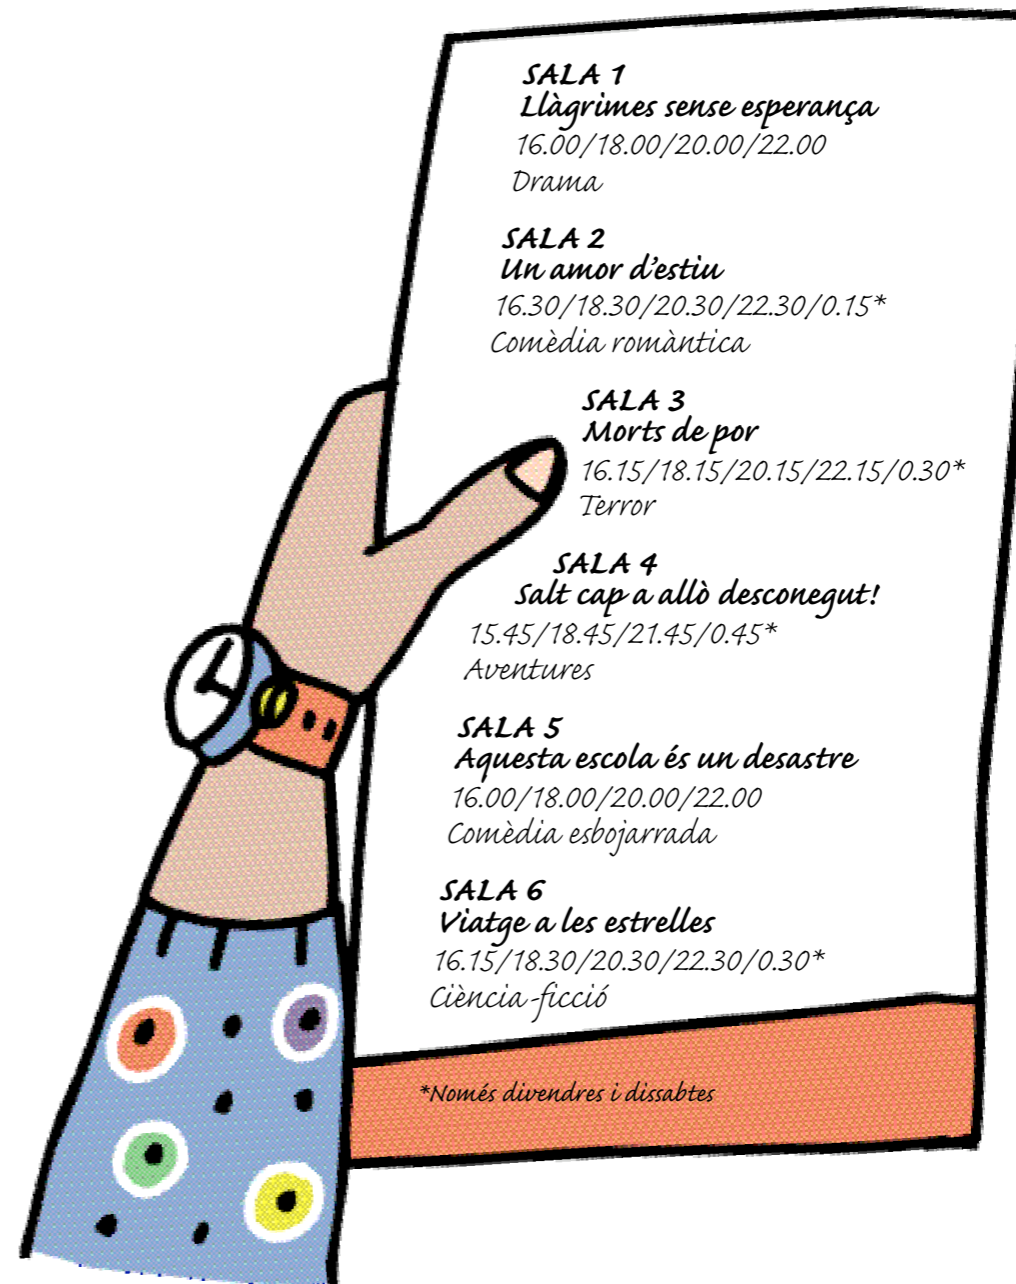 SALA 1
Llàgrimes sense esperança
16.00/18.00/20.00/22.00
Drama
SALA 2
Un amor d'estiu
16.30/18.30/20.30/22.30/0.15*
Comèdia romàntica
SALA 3
Morts de por
16.15/18.15/20.15/22.15/0.30*
Terror
SALA 4
Salt cap a allò desconegut!
15.45/18.45/21.45/0.45*
Aventures
SALA 5
Aquesta escola és un desastre
16.00/18.00/20.00/22.00
Comèdia esbojarrada
SALA 6
Viatge a les estrelles
16.15/18.30/20.30/22.30/0.30*
Ciència-ficció
*Només divendres i dissabtes